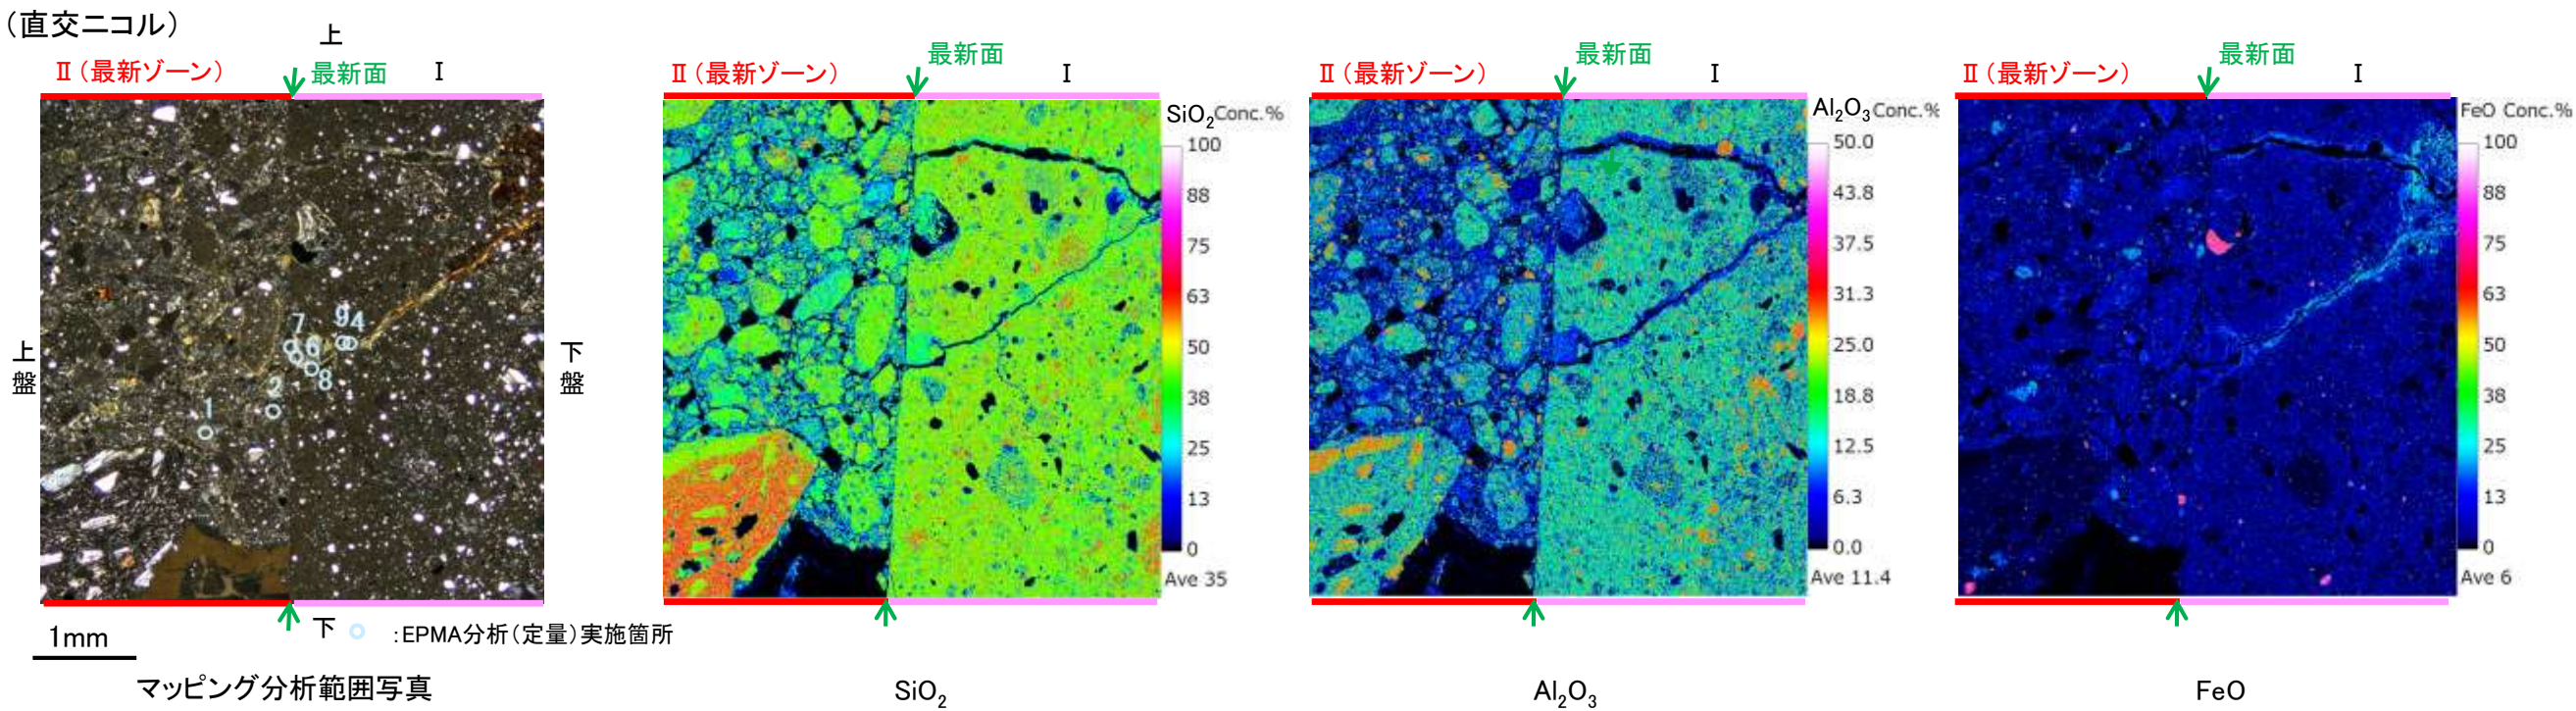 (直交ニコル)
上
Ⅱ(最新ゾーン)
最新面
Ⅰ
上盤
7
9
4
6
8
2
1
下盤
下
:EPMA分析(定量)実施箇所
1mm
マッピング分析範囲写真
Ⅱ(最新ゾーン)
最新面
Ⅰ
SiO₂ Conc.%
100
88
75
63
50
38
25
13
0
Ave 35
SiO₂
Ⅱ(最新ゾーン)
最新面
Ⅰ
Al₂O₃ Conc.%
50.0
43.8
37.5
31.3
25.0
18.8
12.5
6.3
0.0
Ave 11.4
Al₂O₃
Ⅱ(最新ゾーン)
最新面
Ⅰ
FeO Conc.%
100
88
75
63
50
38
25
13
0
Ave 6
FeO